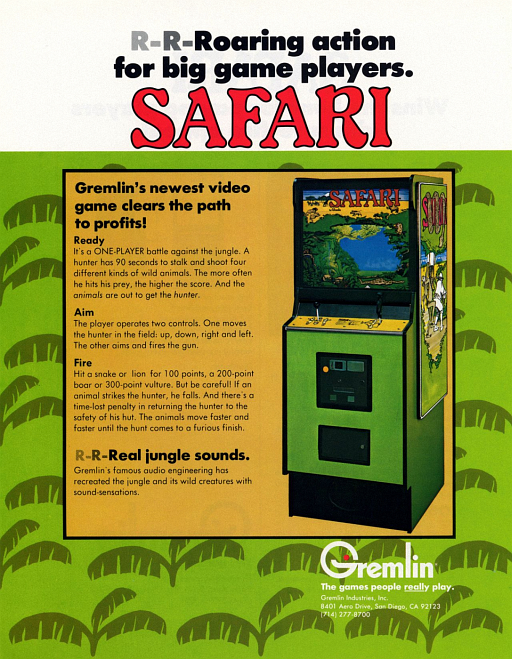 R-R-Roaring action
for big game players.
SAFARI
Gremlin's newest video
game clears the path
to profits!
Ready
It's a ONE-PLAYER battle against the jungle. A
hunter has 90 seconds to stalk and shoot four
different kinds of wild animals. The more often
he hits his prey, the higher the score. And the
animals are out to get the hunter.
Aim
The player operates two controls. One moves
the hunter in the field: up, down, right and left.
The other aims and fires the gun.
Fire
Hit a snake or lion for 100 points, a 200-point
boar or 300-point vulture. But be careful! If an
animal strikes the hunter, he falls. And there's a
time-lost penalty in returning the hunter to the
safety of his hut. The animals move faster and
faster until the hunt comes to a furious finish.
R-R-Real jungle sounds.
Gremlin's famous audio engineering has
recreated the jungle and its wild creatures with
sound-sensations.
SAFARI
Gremlin
The games people really play.
Gremlin Industries, Inc.
8401 Aero Drive, San Diego, CA 92123
(714) 277-8700